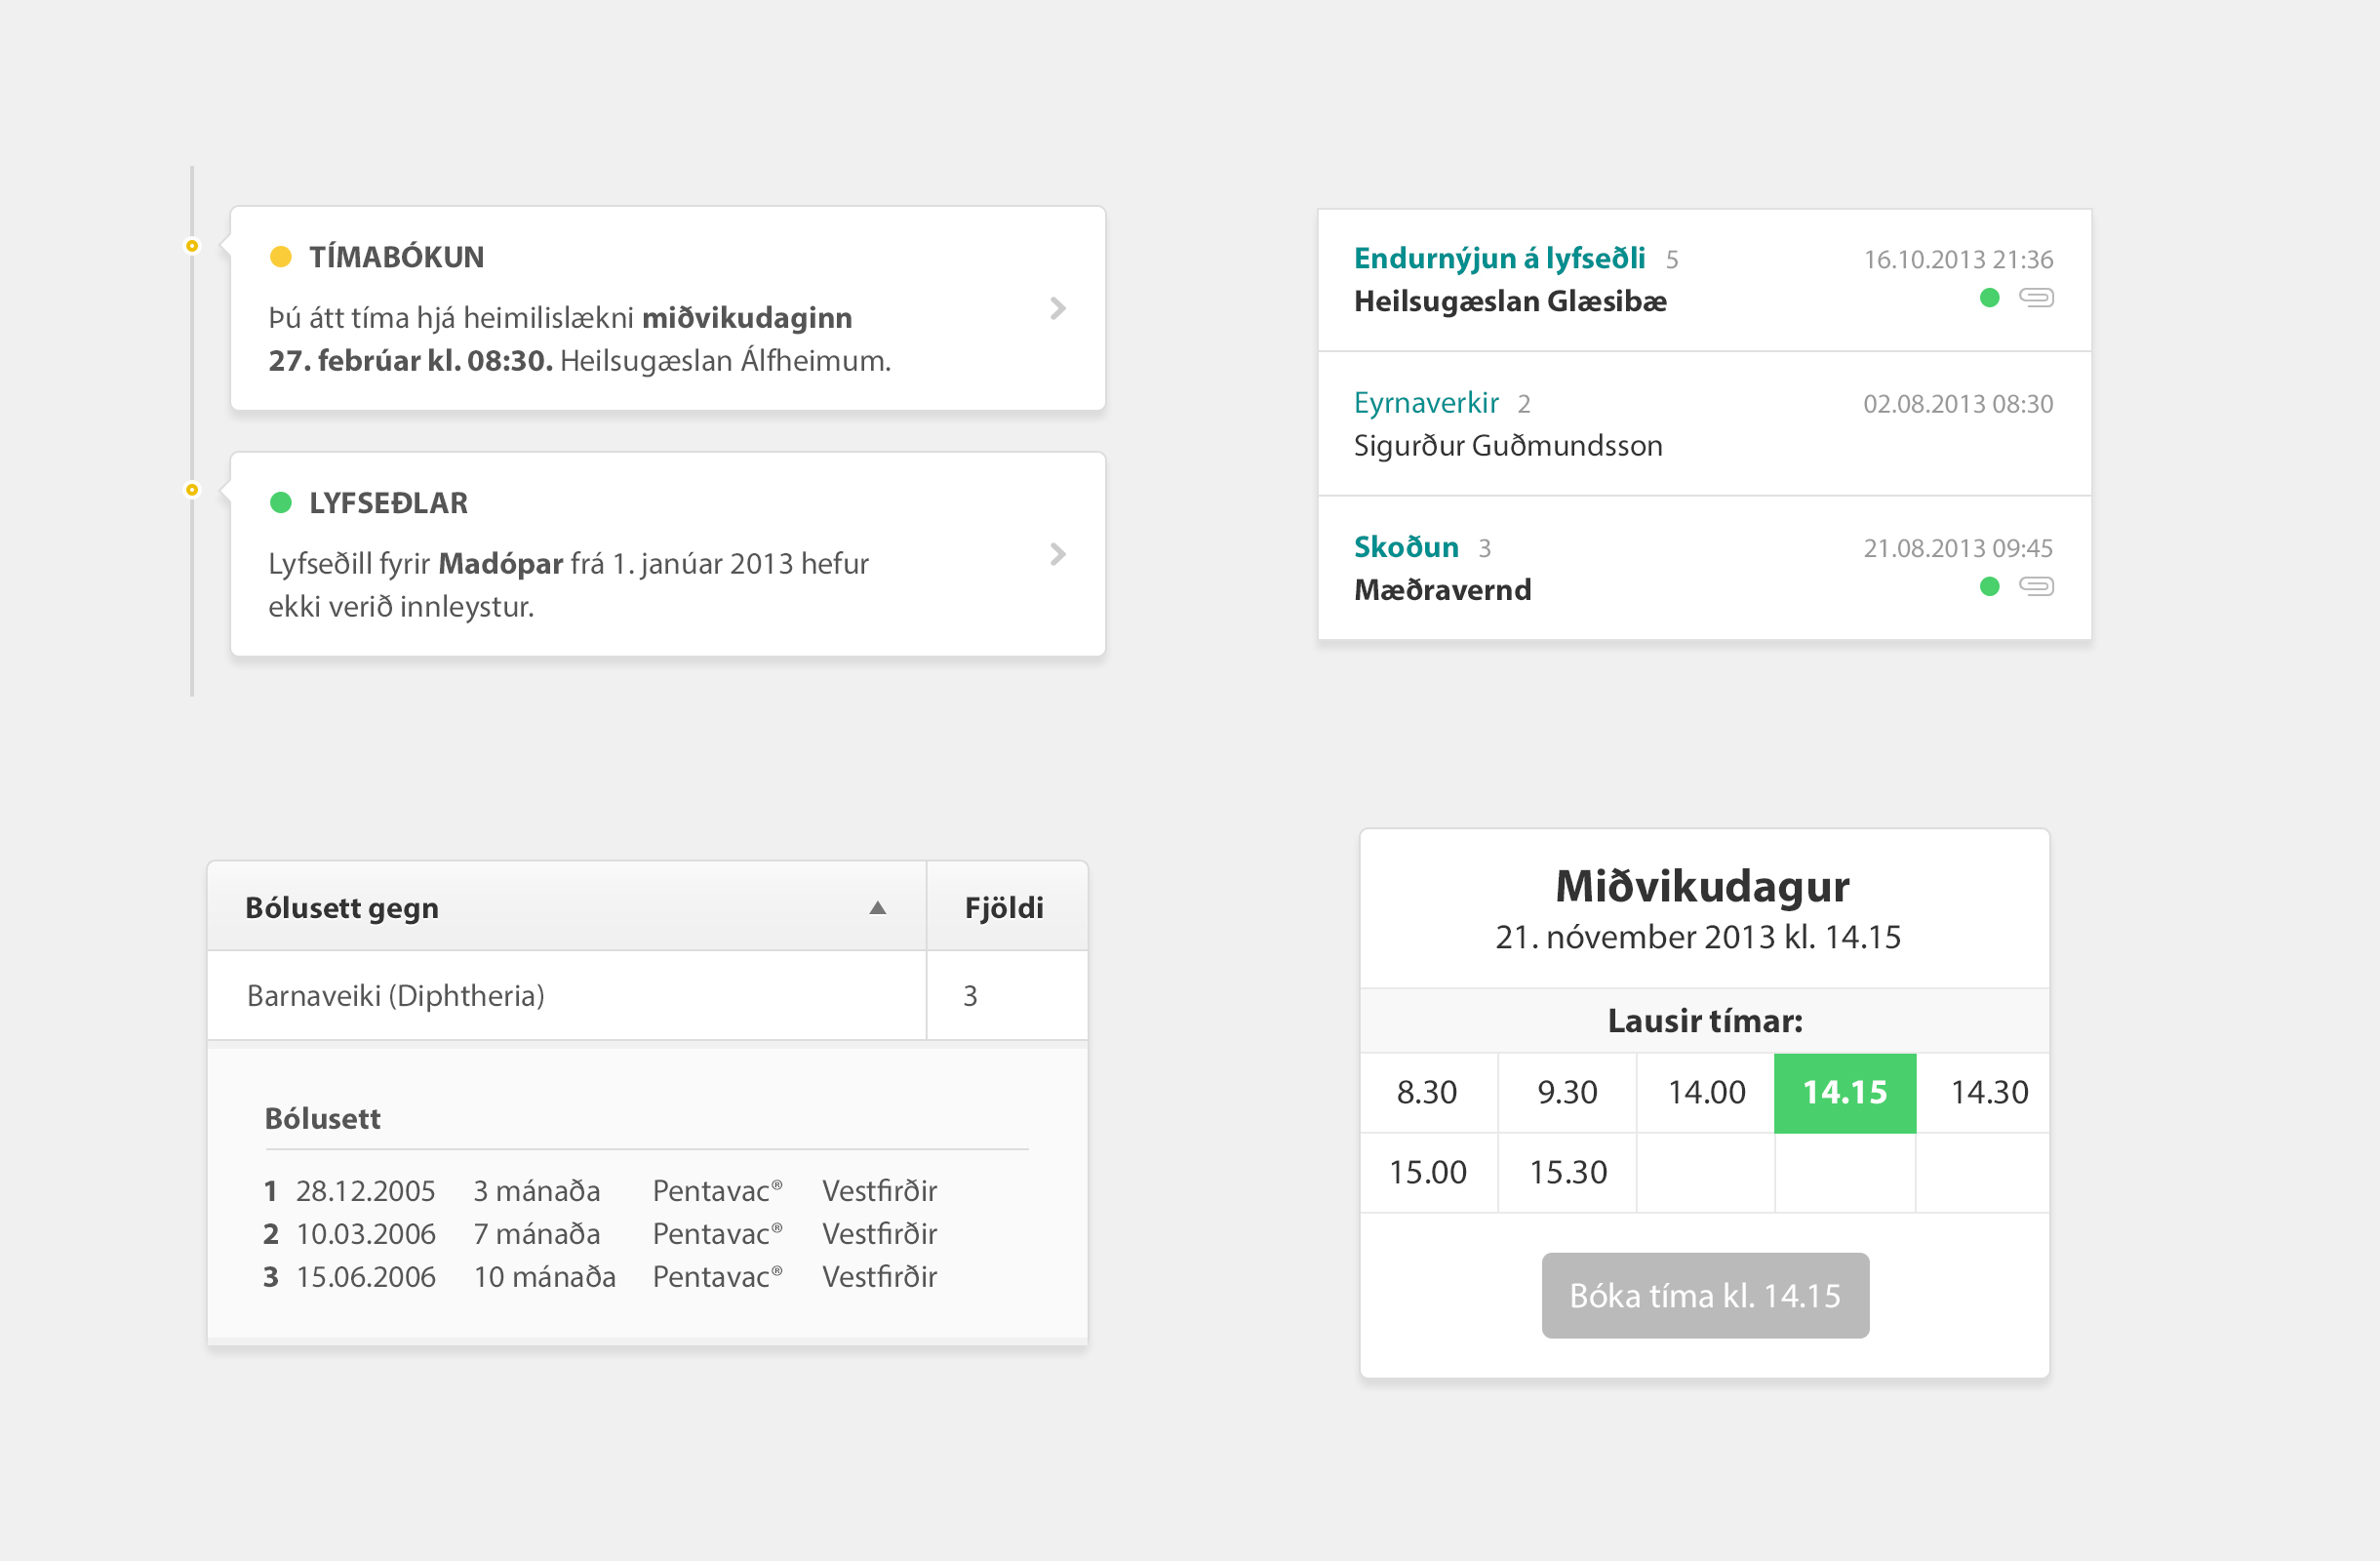 TÍMABÓKUN
Þú átt tíma hjá heimilislækni miðvikudaginn
27. febrúar kl. 08:30. Heilsugæslan Álfheimum.
LYFSEÐLAR
Lyfseðill fyrir Madópar frá 1. janúar 2013 hefur
ekki verið innleystur.
Endurnýjun á lyfseðli 5 16.10.2013 21:36
Heilsugæslan Glæsibæ
Eyrnaverkir 2 02.08.2013 08:30
Sigurður Guðmundsson
Skoðun 3 21.08.2013 09:45
Mæðravernd
Bólusett gegn Fjöldi
Barnaveiki (Diphtheria) 3
Bólusett
1 28.12.2005 3 mánaða Pentavac® Vestfirðir
2 10.03.2006 7 mánaða Pentavac® Vestfirðir
3 15.06.2006 10 mánaða Pentavac® Vestfirðir
Miðvikudagur
21. nóvember 2013 kl. 14.15
Lausir tímar:
8.30 9.30 14.00 14.15 14.30
15.00 15.30
Bóka tíma kl. 14.15